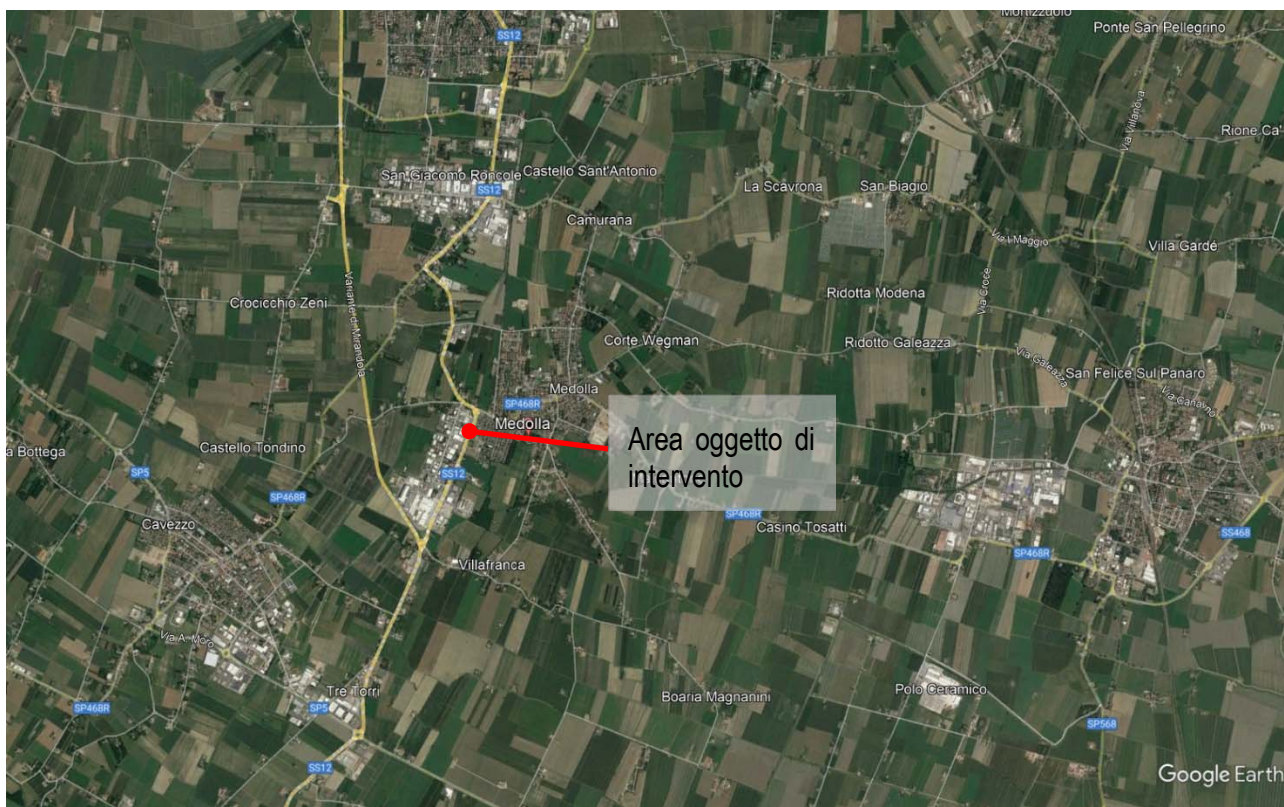 Ponte San Pellegrino
SS12
Via Villanova
Rione Ca'
San Giacomo Roncole
Castello Sant'Antonio
SS12
La Scavrona
San Biagio
Camurana
Via I Maggio
Villa Gardé
Variante di Mirandola
Crocicchio Zeni
Via Croce
Ridotta Modena
Corte Wegman
Ridotto Galeazza
Via Galeazza
San Felice Sul Panaro
Medolla
Via Canalino
SP468R
Medolla
Area oggetto di
intervento
Castello Tondino
a Bottega
SP5
SS12
SP468R
SP468R
Casino Tosatti
Cavezzo
SS468
SP468R
Villafranca
Via A. Moro
Tre Torri
Boaria Magnanini
Polo Ceramico
SP468R
SP5
SP568
SS12
Google Earth